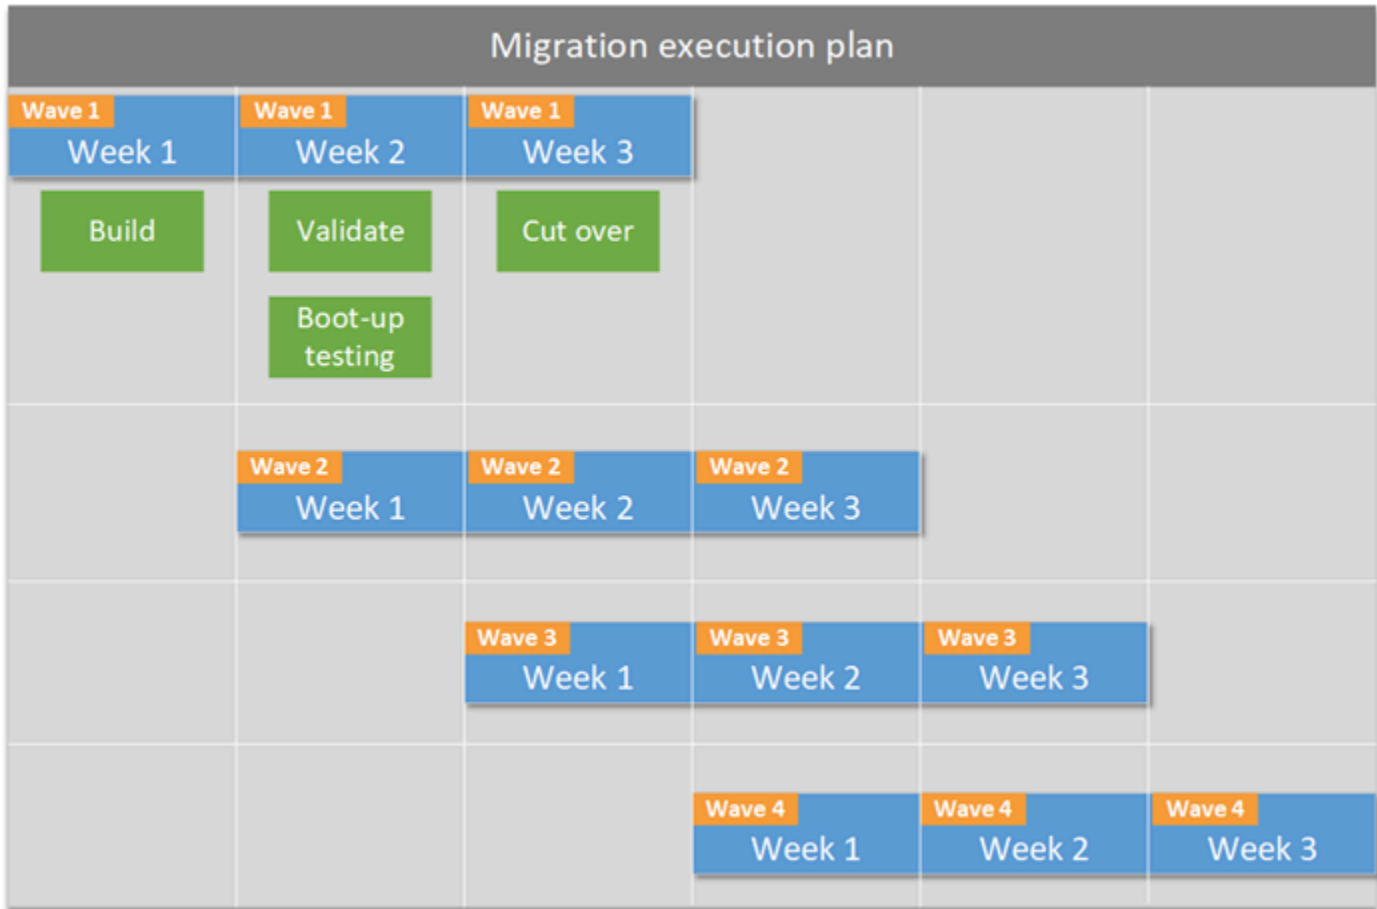 Migration execution plan
Wave 1
Wave 1
Wave 1
Week 1
Week 2
Week 3
Build
Validate
Cut over
Boot-up
testing
Wave 2
Wave 2
Wave 2
Week 1
Week 2
Week 3
Wave 3
Wave 3
Wave 3
Week 1
Week 2
Week 3
Wave 4
Wave 4
Wave 4
Week 1
Week 2
Week 3